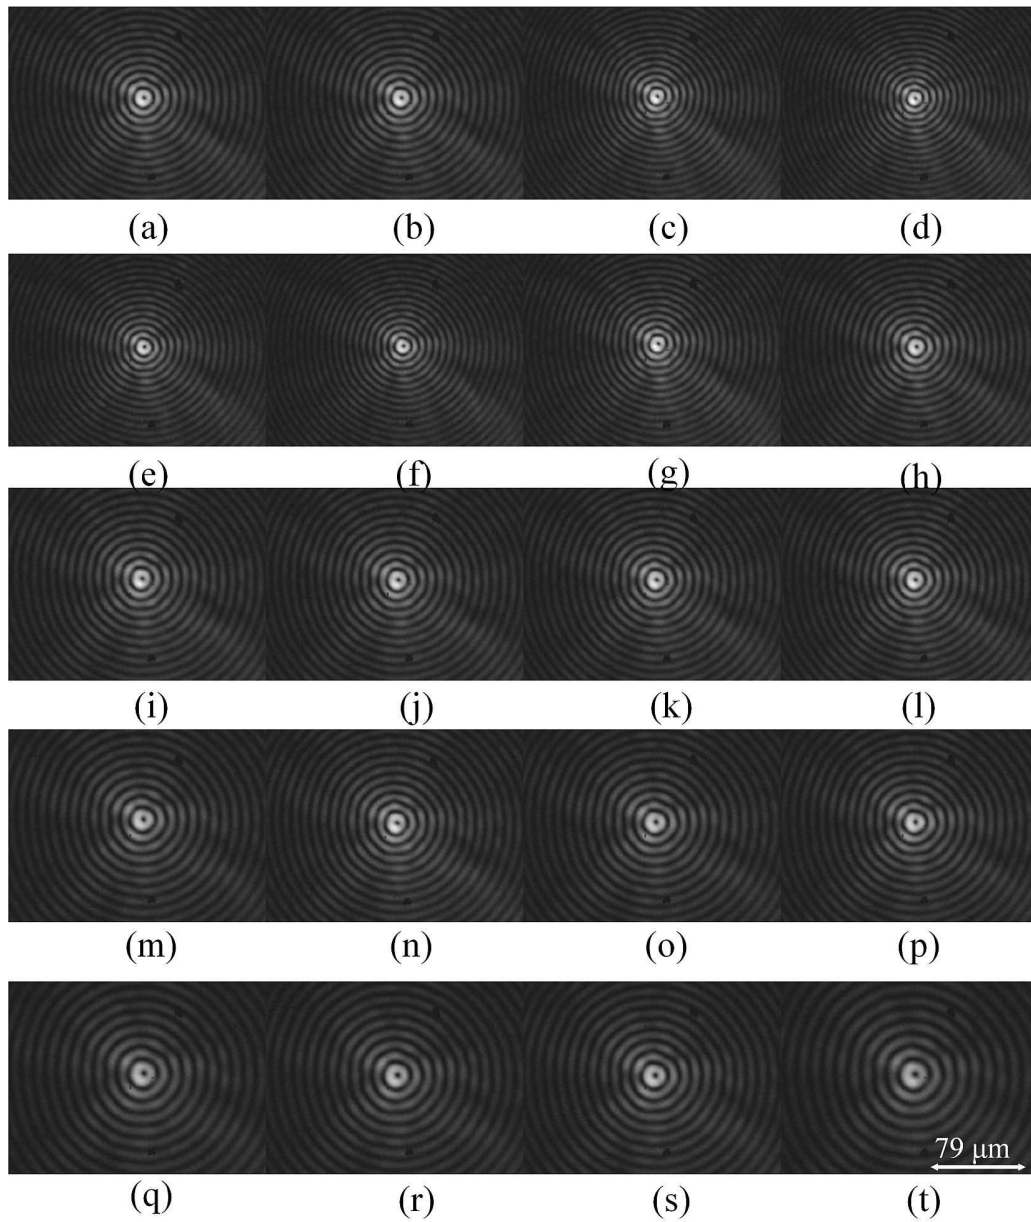 (a) (b) (c) (d)
(e) (f) (g) (h)
(i) (j) (k) (l)
(m) (n) (o) (p)
79 μm
(q) (r) (s) (t)